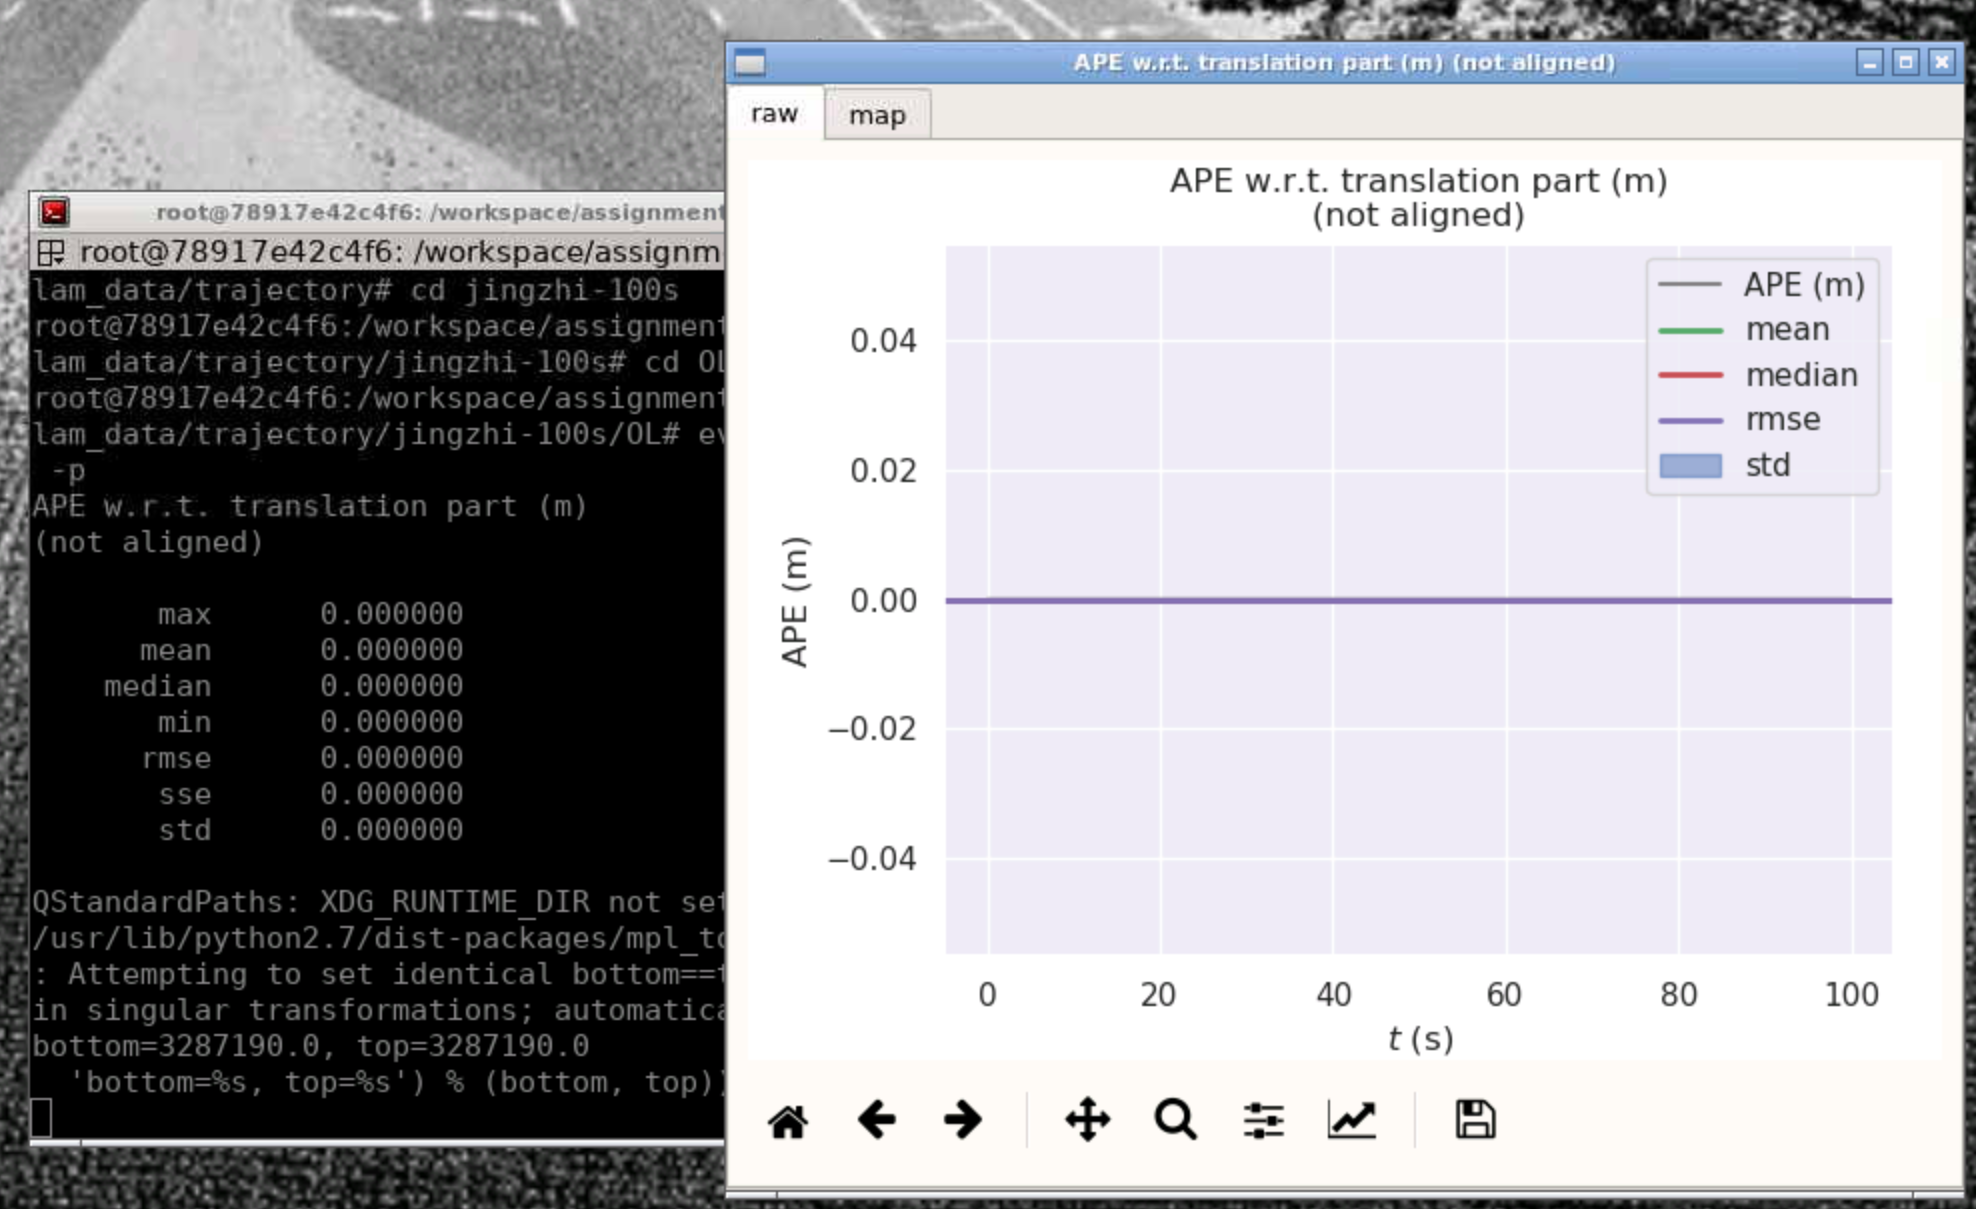 root@78917e42c4f6: /workspace/assignment
root@78917e42c4f6: /workspace/assignm
lam_data/trajectory# cd jingzhi-100s
root@78917e42c4f6:/workspace/assignment
lam_data/trajectory/jingzhi-100s# cd OL
root@78917e42c4f6:/workspace/assignment
lam_data/trajectory/jingzhi-100s/OL# ev
-p
APE w.r.t. translation part (m)
(not aligned)
max 0.000000
mean 0.000000
median 0.000000
min 0.000000
rmse 0.000000
sse 0.000000
std 0.000000
QStandardPaths: XDG_RUNTIME_DIR not set
/usr/lib/python2.7/dist-packages/mpl_to
: Attempting to set identical bottom==t
in singular transformations; automatica
bottom=3287190.0, top=3287190.0
'bottom=%s, top=%s') % (bottom, top))
APE w.r.t. translation part (m) (not aligned)
raw map
APE w.r.t. translation part (m)
(not aligned)
APE (m)
mean
median
rmse
std
APE (m)
0.04
0.02
0.00
−0.02
−0.04
0 20 40 60 80 100
t (s)